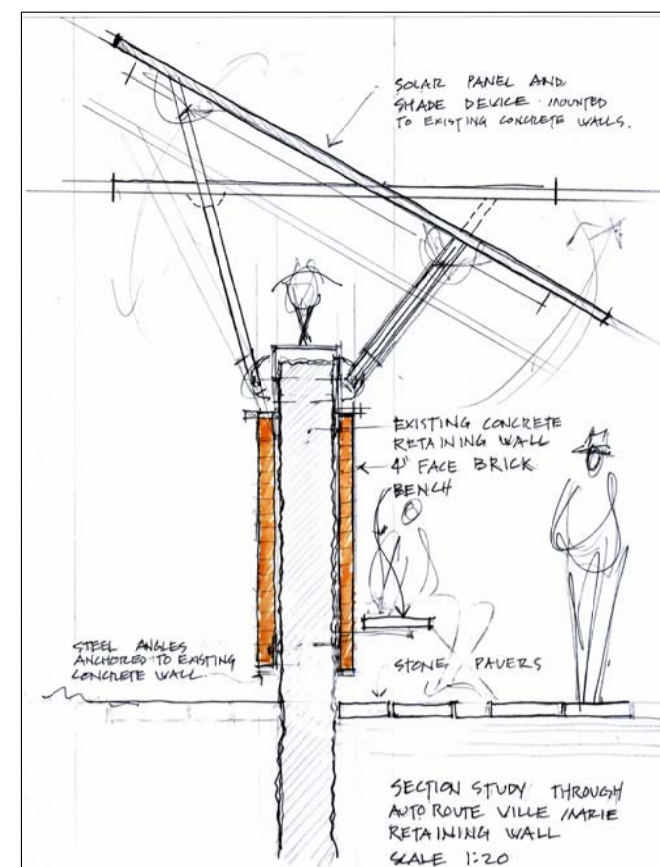 SOLAR PANEL AND
SHADE DEVICE MOUNTED
TO EXISTING CONCRETE WALLS.
EXISTING CONCRETE
RETAINING WALL
4" FACE BRICK
BENCH
STEEL ANGLES
ANCHORED TO EXISTING
CONCRETE WALL
STONE PAVERS
SECTION STUDY THROUGH
AUTO ROUTE VILLE MARIE
RETAINING WALL
SCALE 1:20